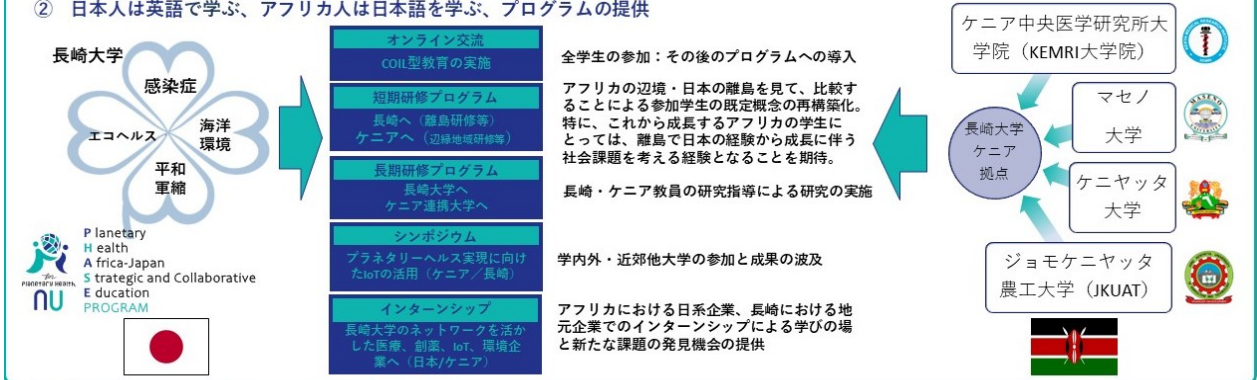 ② 日本人は英語で学ぶ、アフリカ人は日本語を学ぶ、プログラムの提供
長崎大学
感染症
エコヘルス
海洋
環境
平和
軍縮
Planetary
Health
Africa-Japan
Strategic and Collaborative
Education
PROGRAM
for
PLANETARY HEALTH
NU
オンライン交流
COIL型教育の実施
全学生の参加：その後のプログラムへの導入
短期研修プログラム
長崎へ（離島研修等）
ケニアへ（辺縁地域研修等）
アフリカの辺境・日本の離島を見て、比較す
ることによる参加学生の既定概念の再構築化。
特に、これから成長するアフリカの学生に
とっては、離島で日本の経験から成長に伴う
社会課題を考える経験となることを期待。
長期研修プログラム
長崎大学へ
ケニア連携大学へ
長崎・ケニア教員の研究指導による研究の実施
シンポジウム
プラネタリーヘルス実現に向け
たIoTの活用（ケニア／長崎）
学内外・近郊他大学の参加と成果の波及
インターンシップ
長崎大学のネットワークを活か
した医療、創薬、IoT、環境企
業へ（日本/ケニア）
アフリカにおける日系企業、長崎における地
元企業でのインターンシップによる学びの場
と新たな課題の発見機会の提供
長崎大学
ケニア
拠点
ケニア中央医学研究所大
学院（KEMRI大学院）
マセノ
大学
ケニヤッタ
大学
ジョモケニヤッタ
農工大学（JKUAT）